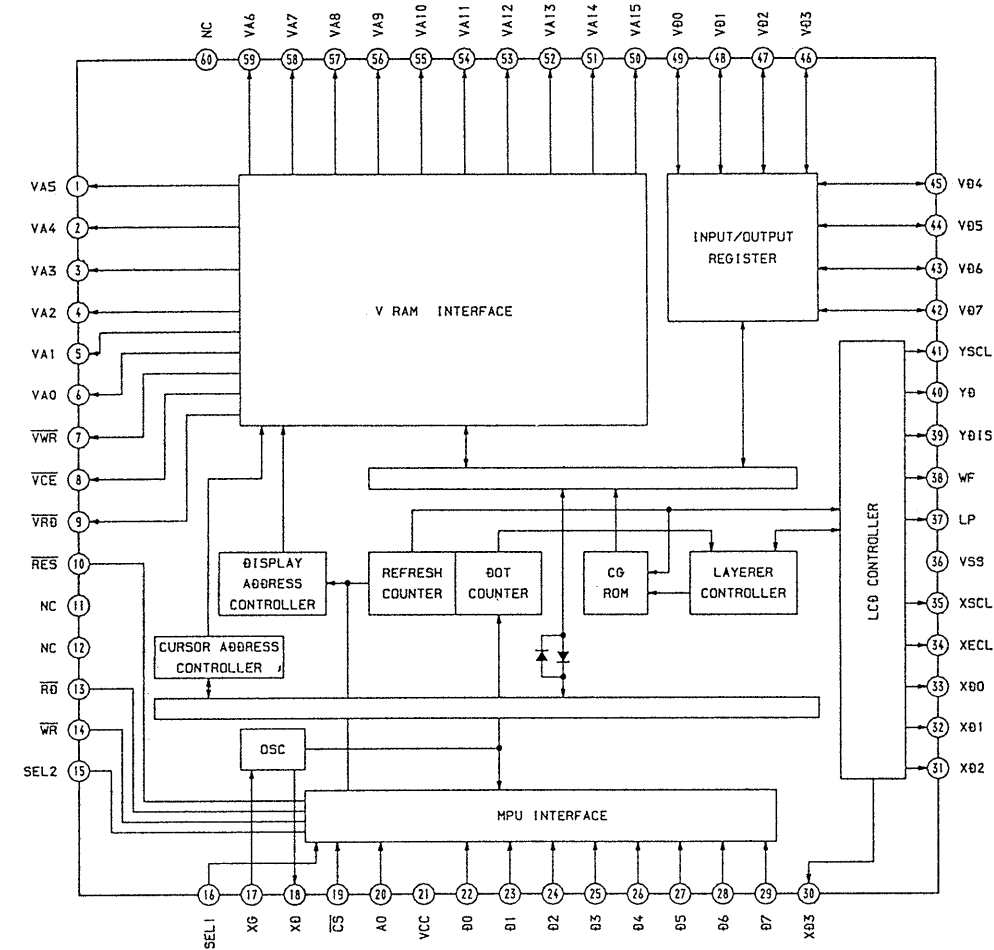 NC VA6 VA7 VA8 VA9 VA10 VA11 VA12 VA13 VA14 VA15 VD0 VD1 VD2 VD3
60 59 58 57 56 55 54 53 52 51 50 49 48 47 46
VA5 1
45 VD4
VA4 2
44 VD5
VA3 3
43 VD6
VA2 4
42 VD7
VA1 5
41 YSCL
VA0 6
40 YD
V̅W̅R̅ 7
39 YDIS
V̅C̅E̅ 8
38 WF
V̅R̅D̅ 9
37 LP
R̅E̅S̅ 10
36 VSS
NC 11
35 XSCL
NC 12
34 XECL
R̅D̅ 13
33 XD0
W̅R̅ 14
32 XD1
SEL2 15
31 XD2
V RAM INTERFACE
INPUT/OUTPUT
REGISTER
LCD CONTROLLER
DISPLAY
ADDRESS
CONTROLLER
REFRESH
COUNTER
DOT
COUNTER
CG
ROM
LAYERER
CONTROLLER
CURSOR ADDRESS
CONTROLLER
OSC
MPU INTERFACE
16 17 18 19 20 21 22 23 24 25 26 27 28 29 30
SEL1 XG XD C̅S̅ A0 VCC D0 D1 D2 D3 D4 D5 D6 D7 XD3